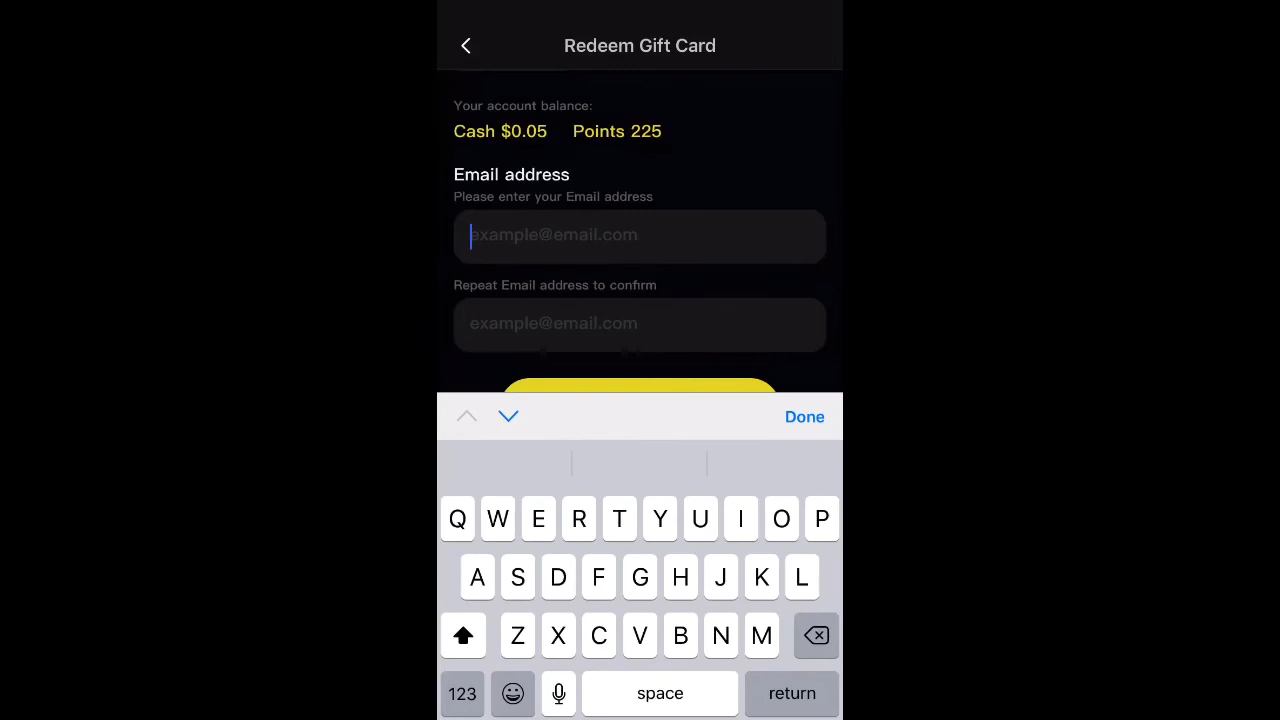 Redeem Gift Card
Your account balance:
Cash $0.05 Points 225
Email address
Please enter your Email address
example@email.com
Repeat Email address to confirm
example@email.com
Done
Q W E R T Y U I O P
A S D F G H J K L
Z X C V B N M
123 space return